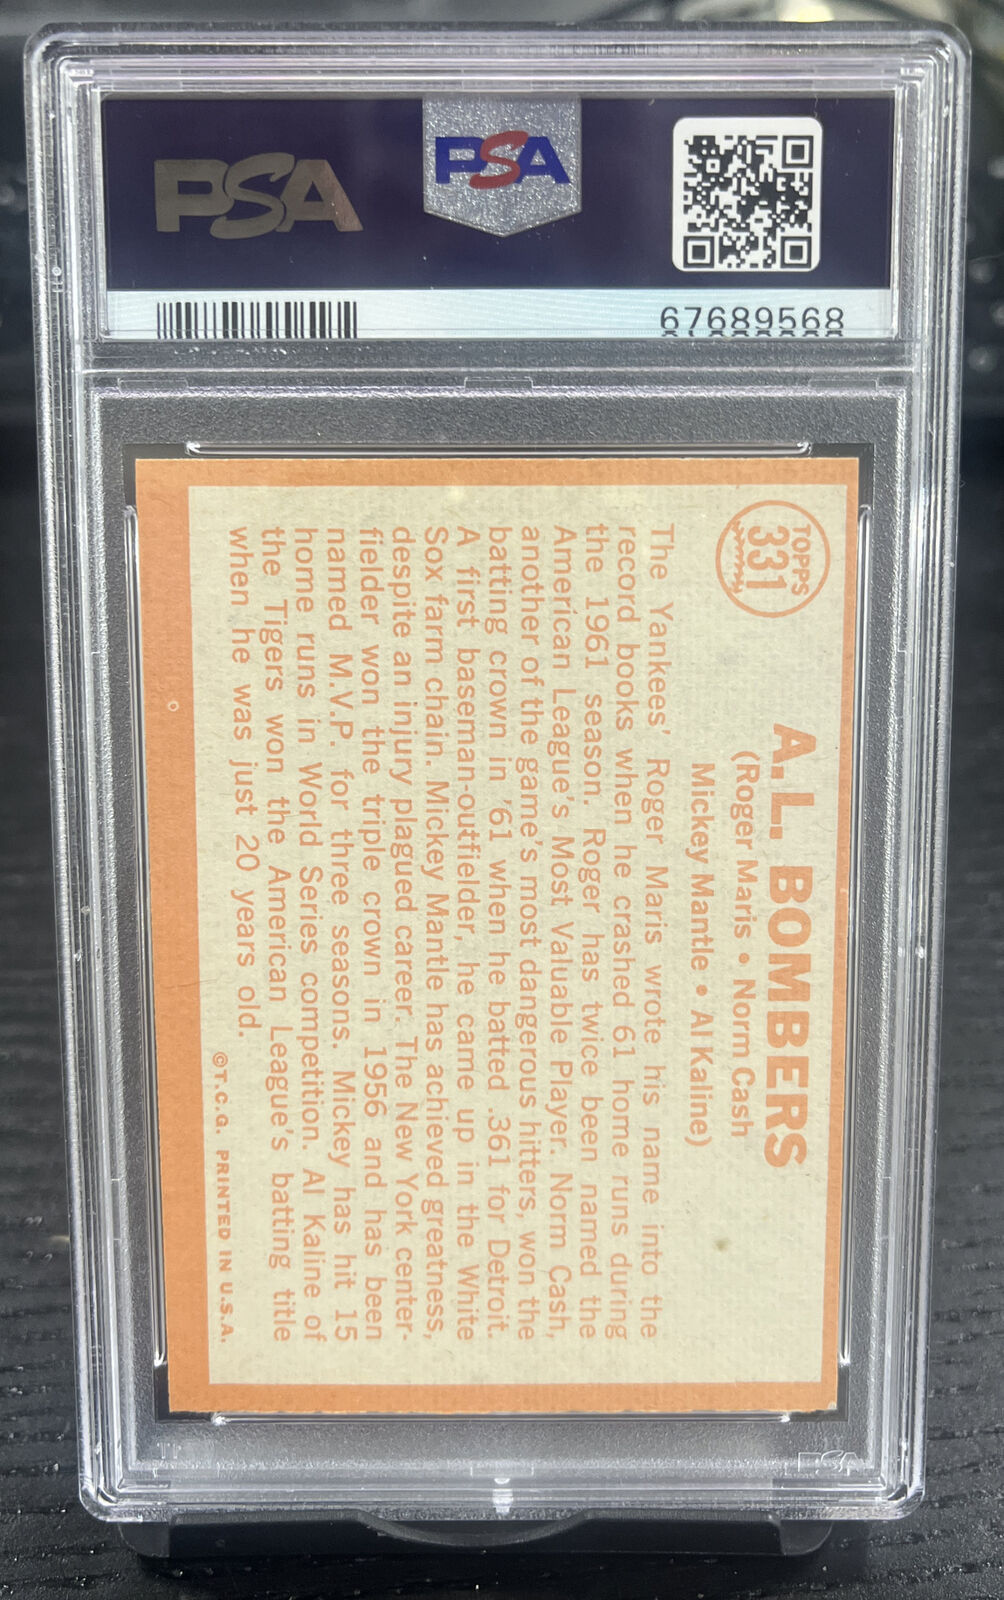 PSA
PSA
67689568
TOPPS
331
A. L. BOMBERS
(Roger Maris • Norm Cash
Mickey Mantle • Al Kaline)
The Yankees' Roger Maris wrote his name into the
record books when he crashed 61 home runs during
the 1961 season. Roger has twice been named the
American League's Most Valuable Player. Norm Cash,
another of the game's most dangerous hitters, won the
batting crown in '61 when he batted .361 for Detroit.
A first baseman-outfielder, he came up in the White
Sox farm chain. Mickey Mantle has achieved greatness,
despite an injury plagued career. The New York center-
fielder won the triple crown in 1956 and has been
named M.V.P. for three seasons. Mickey has hit 15
home runs in World Series competition. Al Kaline of
the Tigers won the American League's batting title
when he was just 20 years old.
©T.C.G. PRINTED IN U.S.A.
PSA